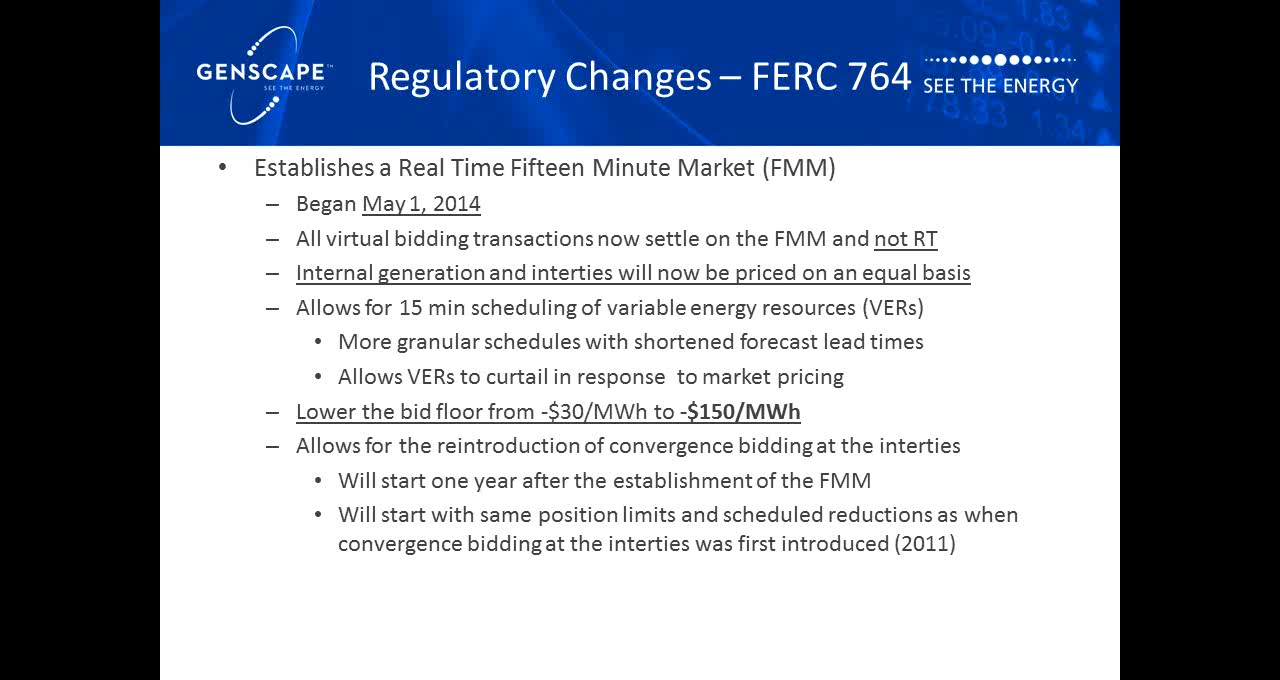 GENSCAPE™
SEE THE ENERGY
Regulatory Changes – FERC 764
SEE THE ENERGY
• Establishes a Real Time Fifteen Minute Market (FMM)
– Began May 1, 2014
– All virtual bidding transactions now settle on the FMM and not RT
– Internal generation and interties will now be priced on an equal basis
– Allows for 15 min scheduling of variable energy resources (VERs)
• More granular schedules with shortened forecast lead times
• Allows VERs to curtail in response to market pricing
– Lower the bid floor from -$30/MWh to -$150/MWh
– Allows for the reintroduction of convergence bidding at the interties
• Will start one year after the establishment of the FMM
• Will start with same position limits and scheduled reductions as when
convergence bidding at the interties was first introduced (2011)